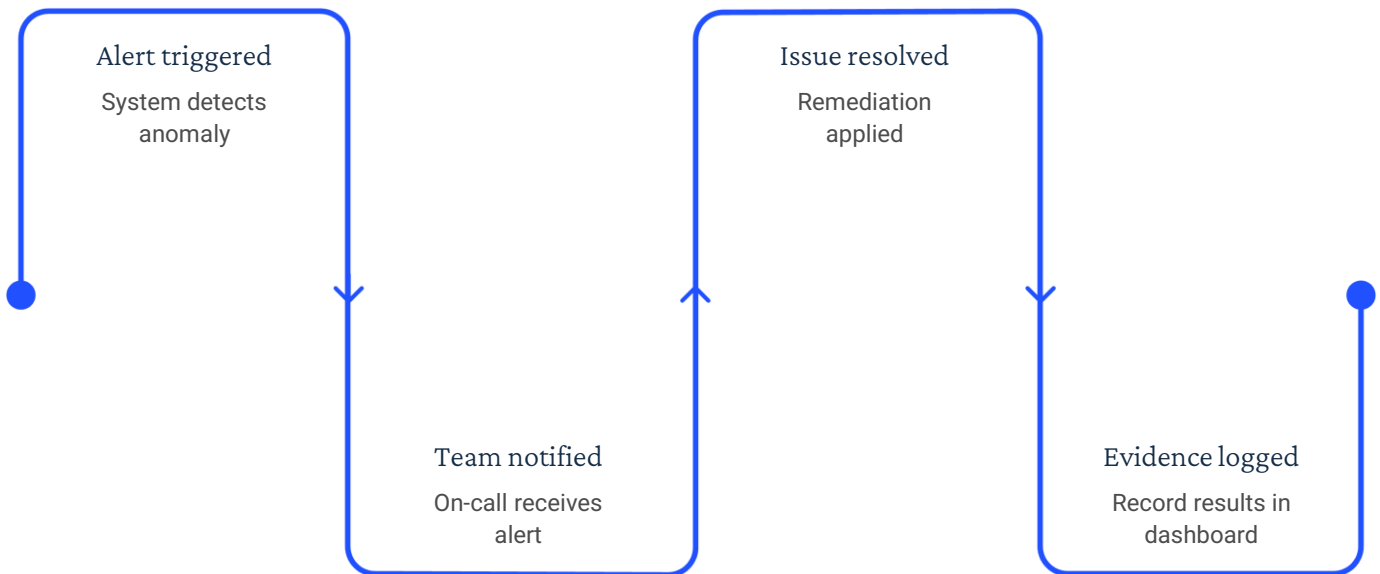 Alert triggered
System detects
anomaly
Team notified
On-call receives
alert
Issue resolved
Remediation
applied
Evidence logged
Record results in
dashboard